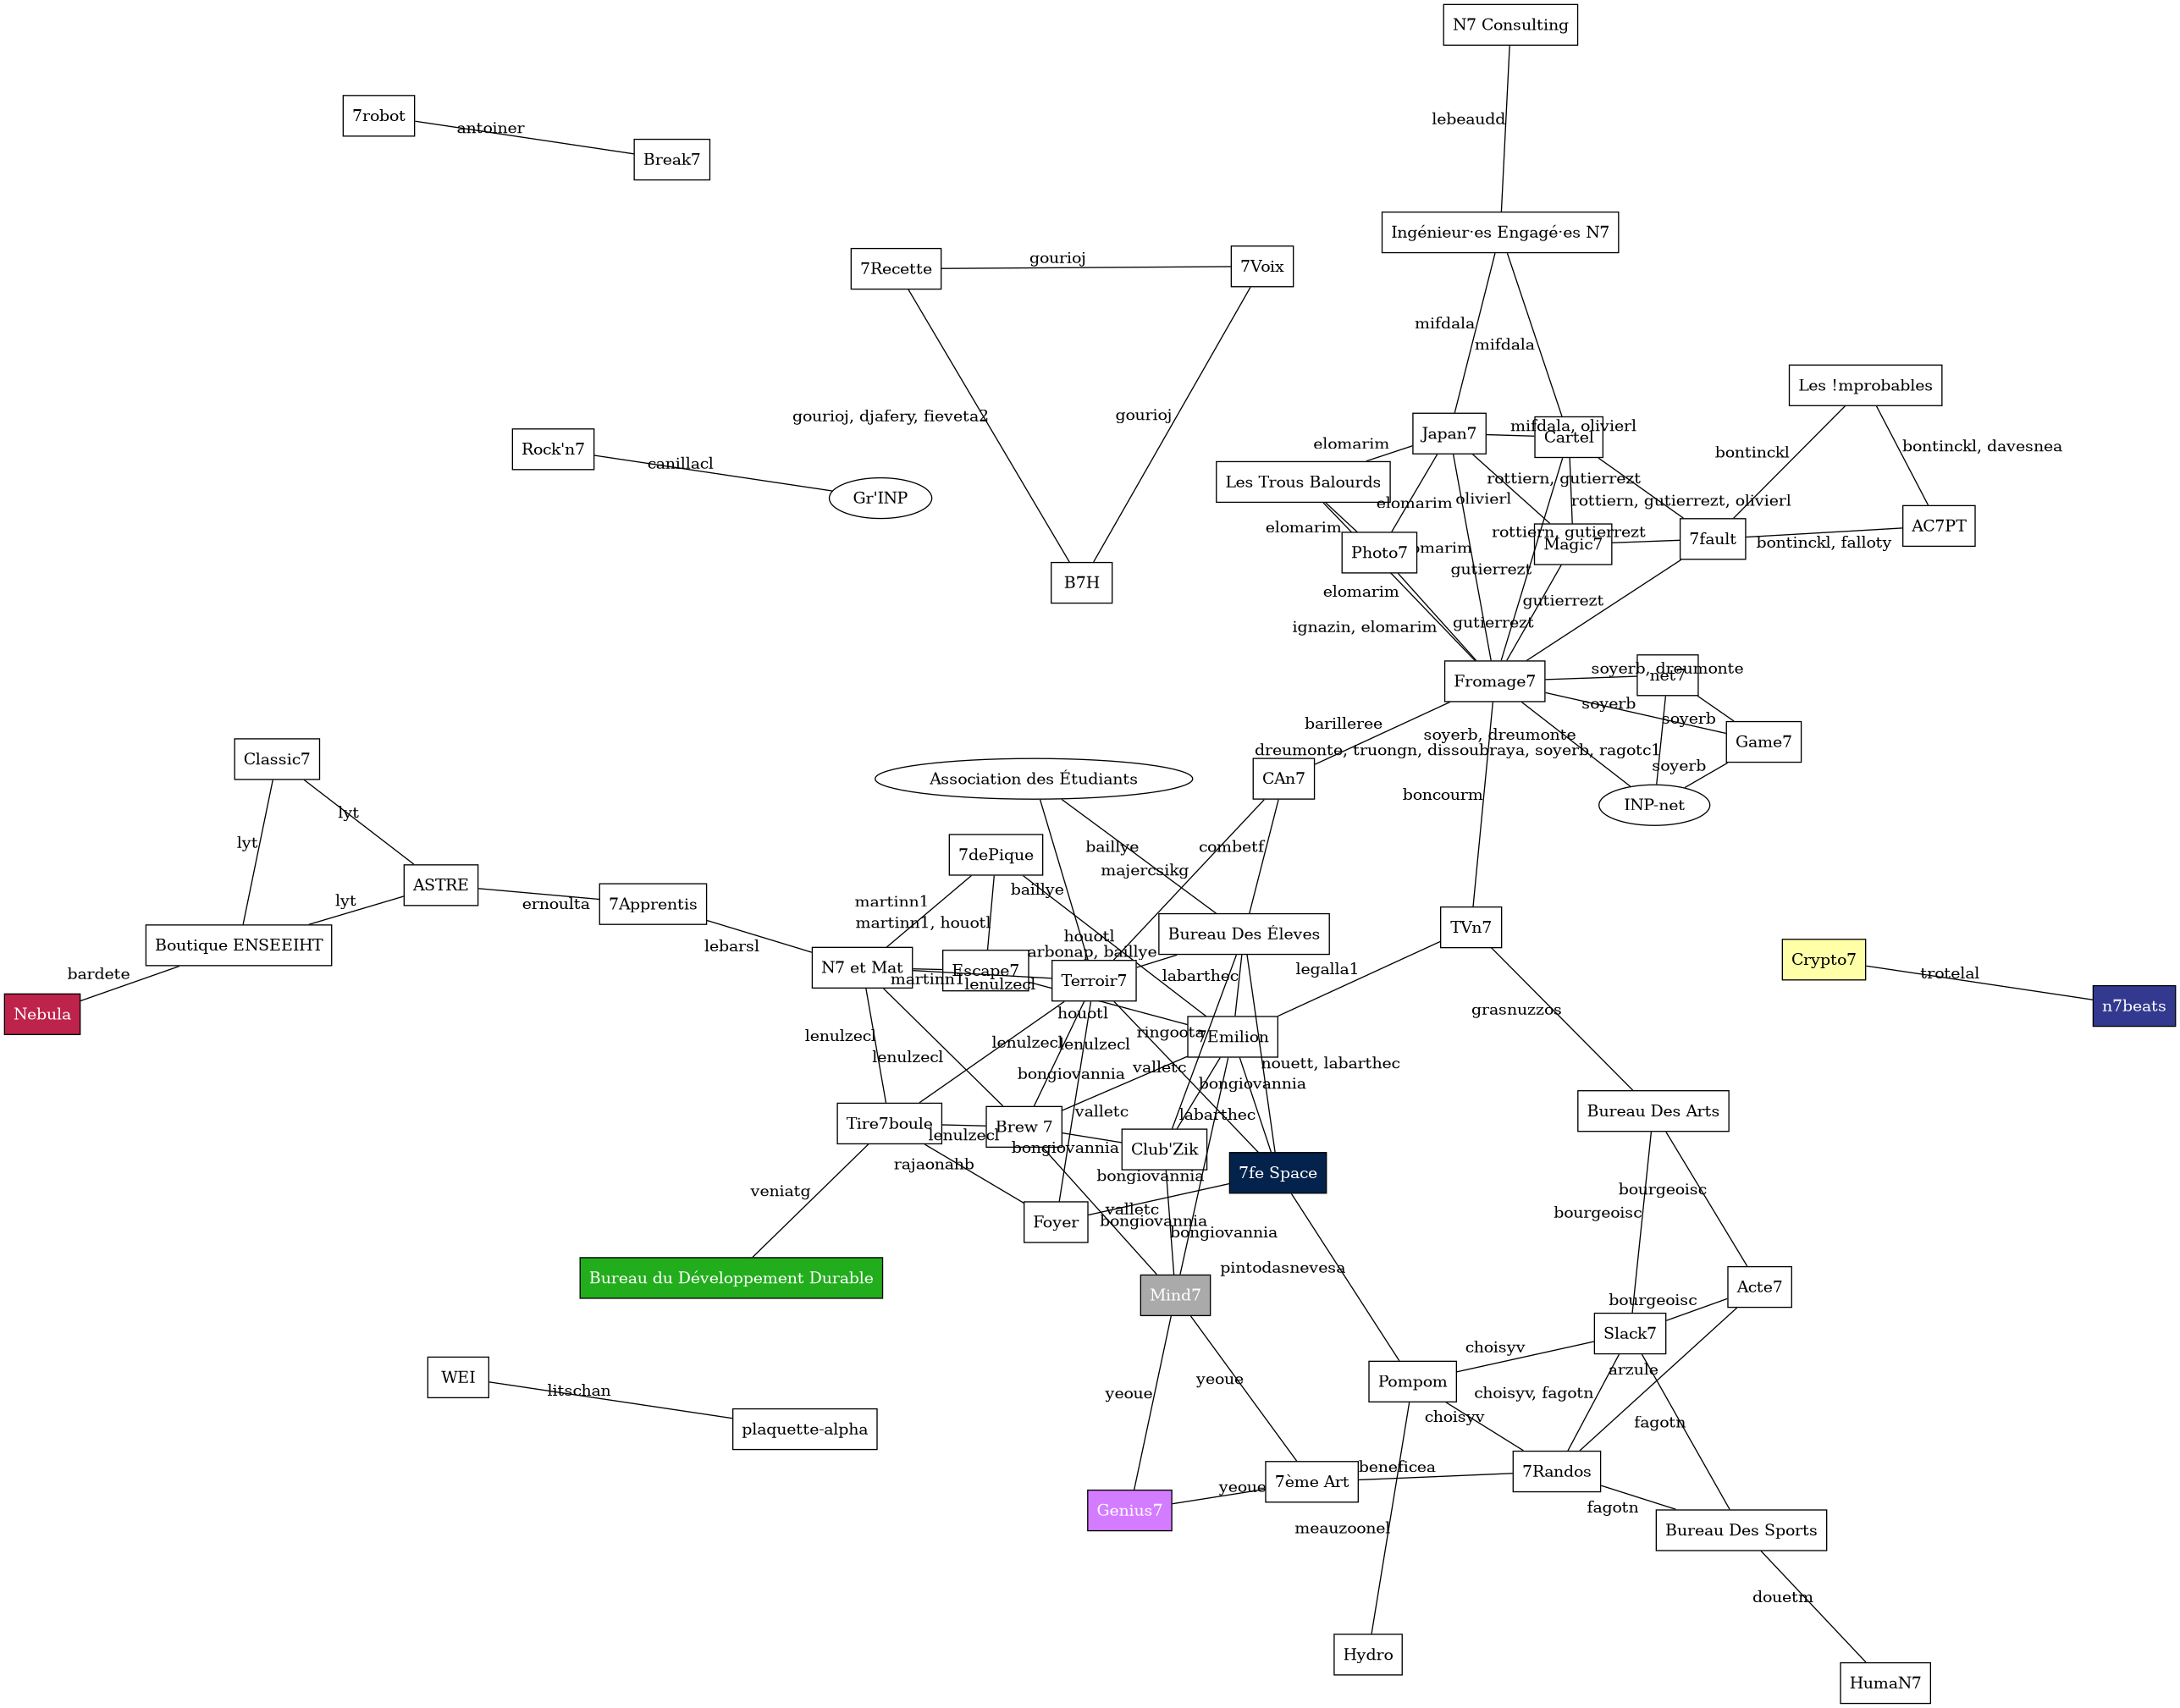 N7 Consulting
lebeaudd
7robot
antoiner
Break7
Ingénieur·es Engagé·es N7
7Recette
gourioj
7Voix
mifdala
mifdala
Les !mprobables
gourioj, djafery, fieveta2
gourioj
Japan7
mifdala, olivierl
Cartel
elomarim
bontinckl
bontinckl, davesnea
Rock'n7
canillacl
Gr'INP
Les Trous Balourds
rottiern, gutierrezt
elomarim
olivierl
rottiern, gutierrezt, olivierl
elomarim
rottiern, gutierrezt
AC7PT
Photo7
Magic7
7fault
bontinckl, falloty
gutierrezt
B7H
elomarim
gutierrezt
ignazin, elomarim
gutierrezt
Fromage7
soyerb, dreumonte
net7
soyerb
barilleree
soyerb
soyerb, dreumonte
Game7
dreumonte, truongn, dissoubraya, soyerb, ragotc1
Classic7
Association des Étudiants
CAn7
soyerb
boncourm
INP-net
lyt
lyt
7dePique
baillye
combetf
majercsikg
ASTRE
baillye
lyt
ernoulta
7Apprentis
martinn1
martinn1, houotl
TVn7
Boutique ENSEEIHT
lebarsl
houotl
Bureau Des Éleves
arbonap, baillye
bardete
N7 et Mat
Escape7
martinn1
lenulzecl
Terroir7
labarthec
legalla1
Crypto7
trotelal
Nebula
n7beats
houotl
grasnuzzos
lenulzecl
lenulzecl
lenulzecl
lenulzecl
ringoota
7Emilion
bongiovannia
valletc
nouett, labarthec
bongiovannia
Tire7boule
lenulzecl
Brew 7
valletc
labarthec
Bureau Des Arts
bongiovannia
Club'Zik
rajaonahb
bongiovannia
7fe Space
veniatg
Foyer
valletc
bongiovannia
bongiovannia
bourgeoisc
bourgeoisc
Bureau du Développement Durable
pintodasnevesa
Mind7
Acte7
bourgeoisc
Slack7
WEI
litschan
choisyv
arzule
yeoue
yeoue
Pompom
choisyv, fagotn
plaquette-alpha
choisyv
fagotn
beneficea
7ème Art
7Randos
yeoue
Genius7
fagotn
meauzoonel
Bureau Des Sports
douetm
Hydro
HumaN7